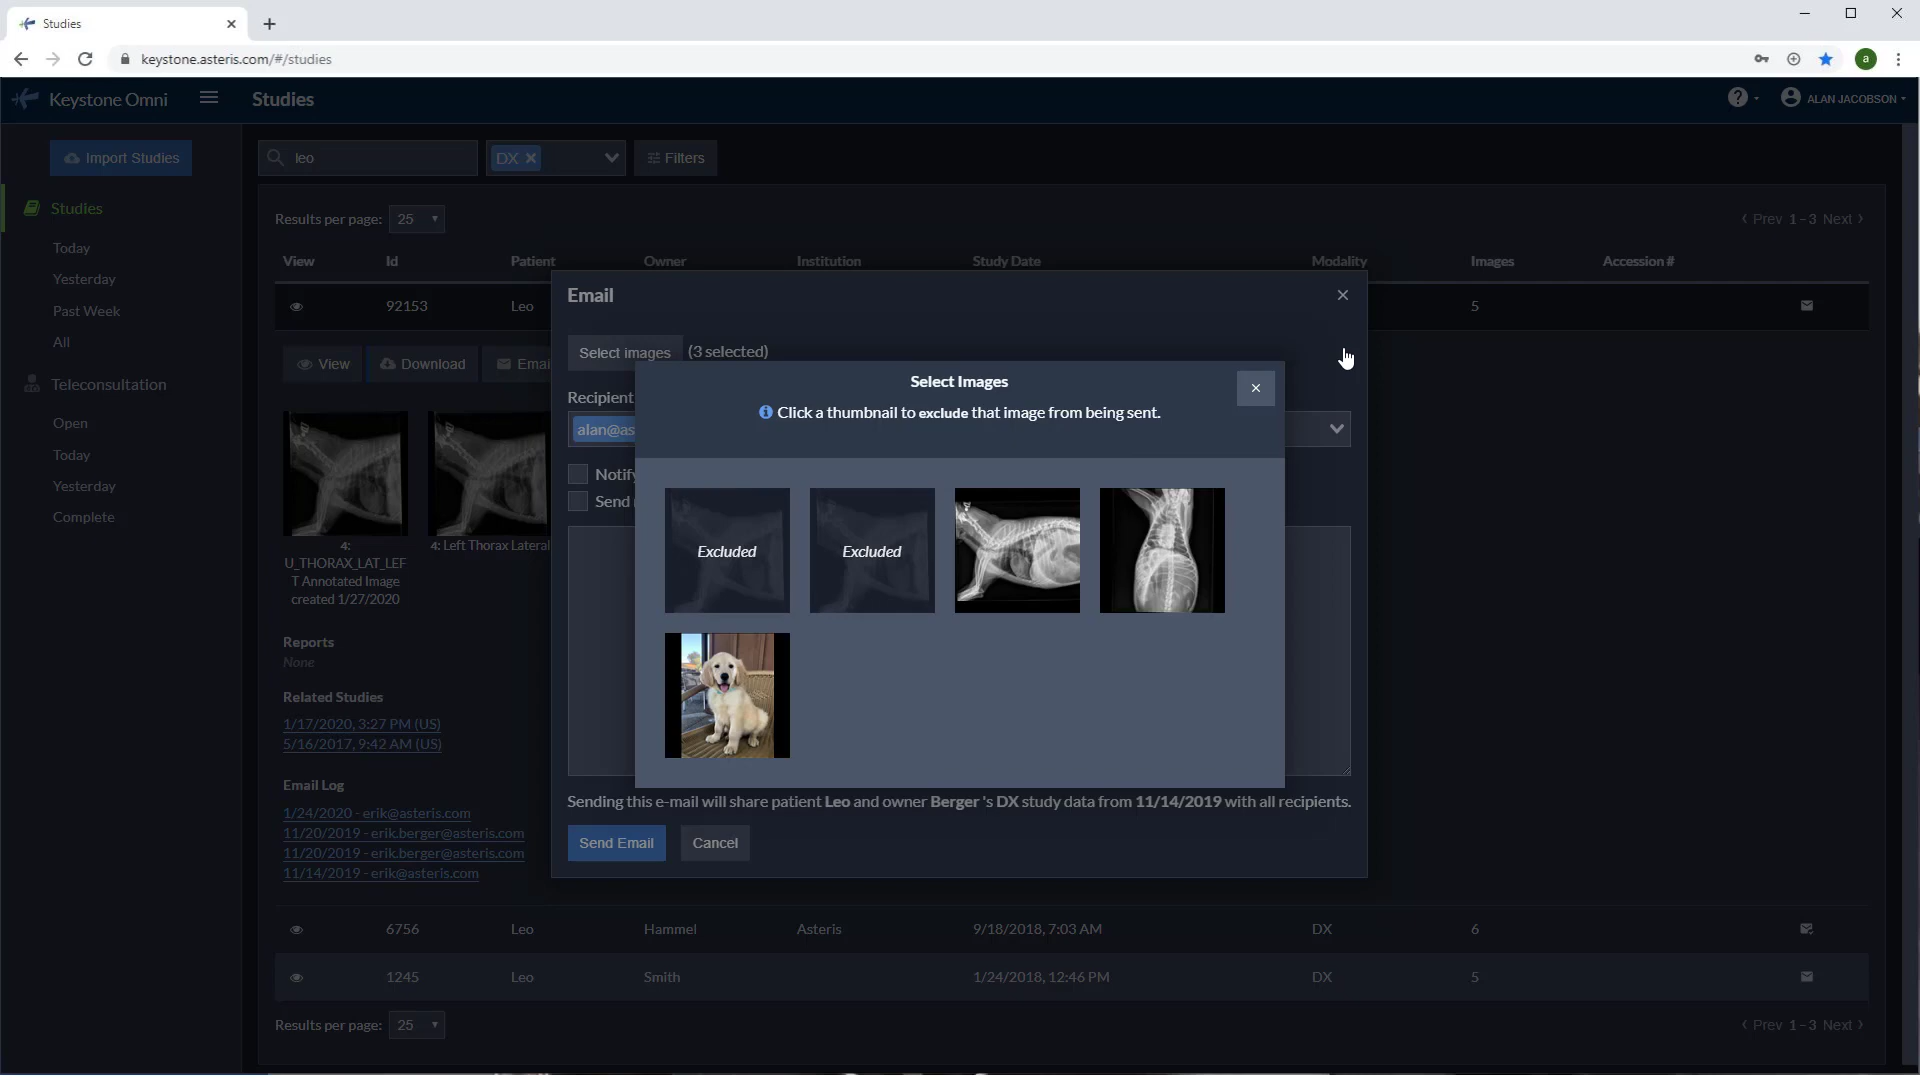 Studies
keystone.asteris.com/#/studies
a
Keystone Omni
Studies
ALAN JACOBSON
Import Studies
leo
DX
Filters
Studies
Today
Yesterday
Past Week
All
Teleconsultation
Open
Today
Yesterday
Complete
Results per page: 25
Prev 1 - 3 Next
View Id Patient Owner Institution Study Date Modality Images Accession #
92153 Leo 5
View
Download
Emai
4:
U_THORAX_LAT_LEF
T Annotated Image
created 1/27/2020
4: Left Thorax Lateral
Reports
None
Related Studies
1/17/2020, 3:27 PM (US)
5/16/2017, 9:42 AM (US)
Email Log
1/24/2020 - erik@asteris.com
11/20/2019 - erik.berger@asteris.com
11/20/2019 - erik.berger@asteris.com
11/14/2019 - erik@asteris.com
Email
Select images (3 selected)
Recipient
alan@as
Notify
Send
Select Images
Click a thumbnail to exclude that image from being sent.
Excluded
Excluded
Sending this e-mail will share patient Leo and owner Berger 's DX study data from 11/14/2019 with all recipients.
Send Email
Cancel
6756 Leo Hammel Asteris 9/18/2018, 7:03 AM DX 6
1245 Leo Smith 1/24/2018, 12:46 PM DX 5
Results per page: 25
Prev 1 - 3 Next